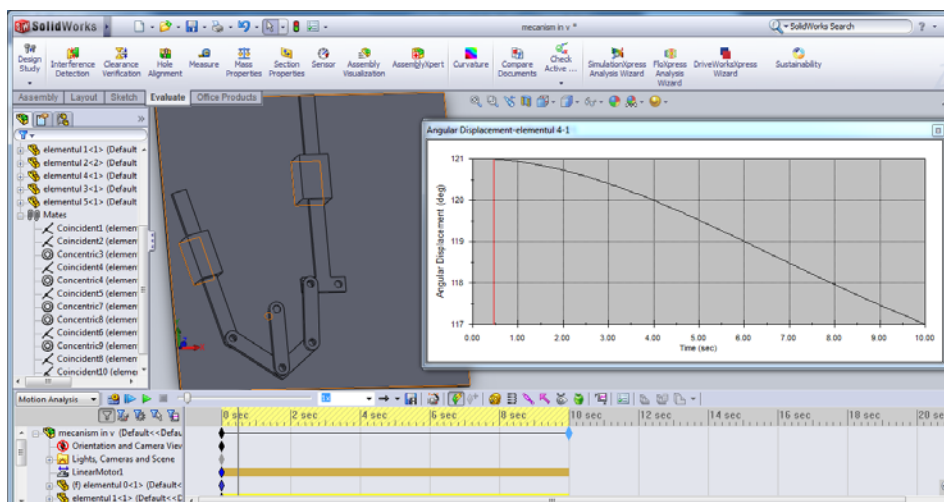 SolidWorks
mecanism in v *
SolidWorks Search
?
Design Study
Interference Detection
Clearance Verification
Hole Alignment
Measure
Mass Properties
Section Properties
Sensor
Assembly Visualization
AssemblyXpert
Curvature
Compare Documents
Check Active ...
SimulationXpress Analysis Wizard
FloXpress Analysis Wizard
DriveWorksXpress Wizard
Sustainability
Assembly
Layout
Sketch
Evaluate
Office Products
elementul 1<1> (Default
elementul 2<2> (Default
elementul 4<1> (Default
elementul 3<1> (Default
elementul 5<1> (Default
Mates
Coincident1 (elemen
Coincident2 (elemen
Concentric3 (elemen
Coincident4 (elemen
Concentric4 (elemen
Coincident5 (elemen
Concentric7 (elemen
Concentric8 (elemen
Coincident6 (elemen
Concentric9 (elemen
Coincident8 (elemen
Coincident10 (elemen
Angular Displacement-elementul 4-1
Angular Displacement (deg)
121
120
119
118
117
0.00 1.00 2.00 3.00 4.00 5.00 6.00 7.00 8.00 9.00 10.00
Time (sec)
Motion Analysis
0 sec 2 sec 4 sec 6 sec 8 sec 10 sec 12 sec 14 sec 16 sec 18 sec 20 sec
mecanism in v (Default<<Defau
Orientation and Camera View
Lights, Cameras and Scene
LinearMotor1
(f) elementul 0<1> (Default<
elementul 1<1> (Default<<D